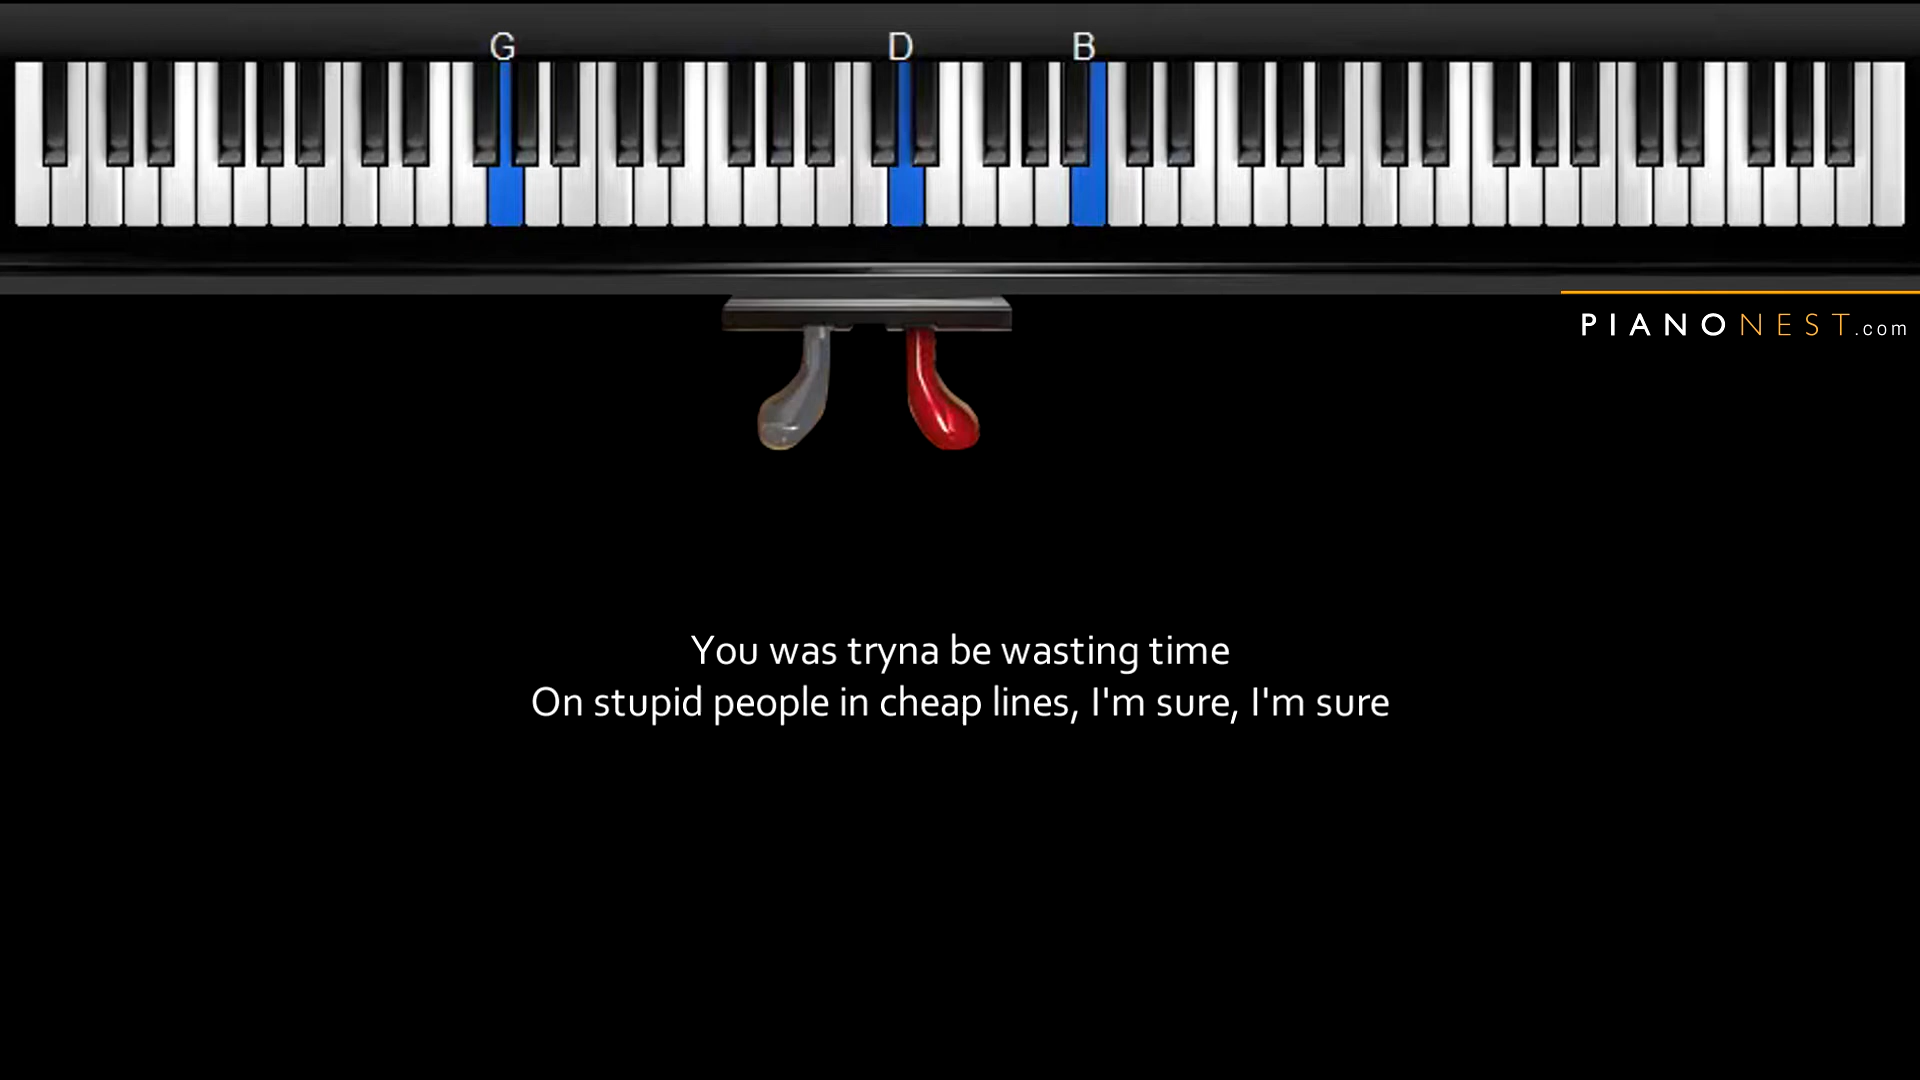 G D B
PIANONEST.com
You was tryna be wasting time
On stupid people in cheap lines, I'm sure, I'm sure